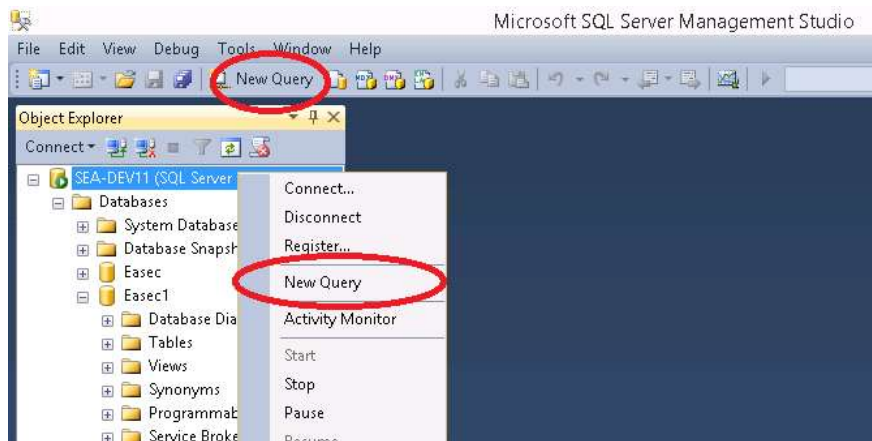 Microsoft SQL Server Management Studio
File Edit View Debug Tools Window Help
New Query
Object Explorer
Connect
SEA-DEV11 (SQL Server
Databases
System Database
Database Snapsh
Easec
Easec1
Database Dia
Tables
Views
Synonyms
Programmab
Service Broke
Connect...
Disconnect
Register...
New Query
Activity Monitor
Start
Stop
Pause
Resume